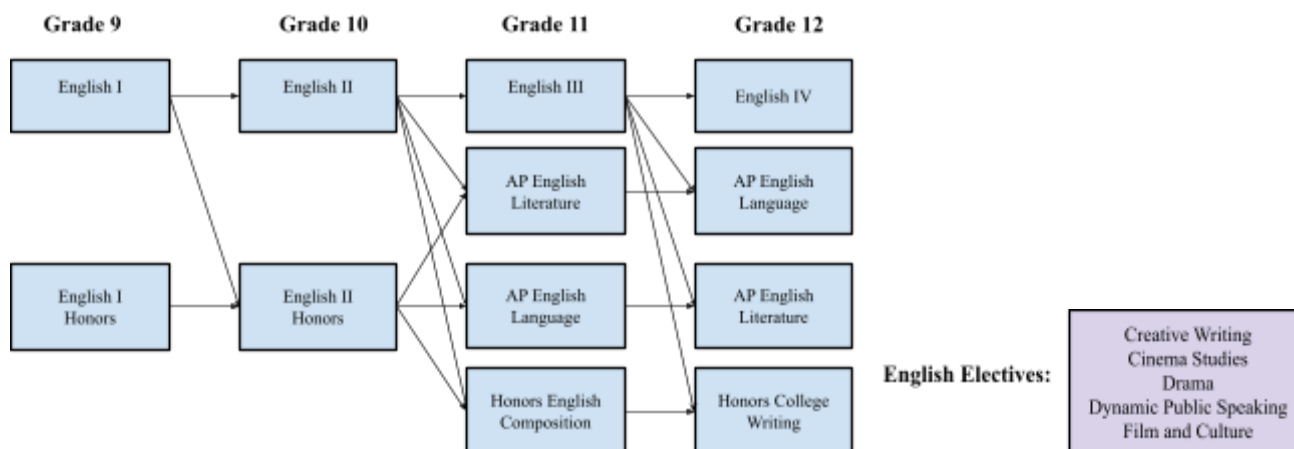 Grade 9
Grade 10
Grade 11
Grade 12
English I
English II
English III
English IV
AP English
Literature
AP English
Language
English I
Honors
English II
Honors
AP English
Language
AP English
Literature
Honors English
Composition
Honors College
Writing
English Electives:
Creative Writing
Cinema Studies
Drama
Dynamic Public Speaking
Film and Culture